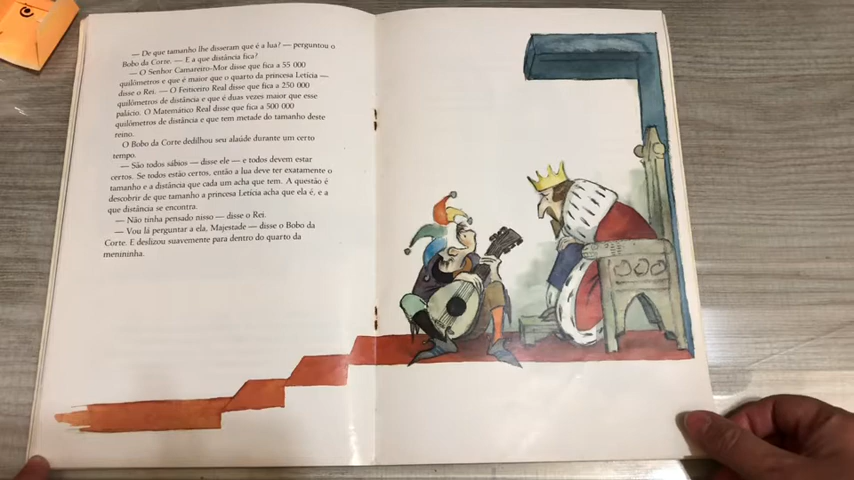 — De que tamanho lhe disseram que é a lua? — perguntou o
Bobo da Corte. — E a que distância fica?
— O Senhor Camareiro-Mor disse que fica a 55 000
quilômetros e que é maior que o quarto da princesa Letícia —
disse o Rei. — O Feiticeiro Real disse que fica a 250 000
quilômetros de distância e que é duas vezes maior que esse
palácio. O Matemático Real disse que fica a 500 000
quilômetros de distância e que tem metade do tamanho deste
reino.
O Bobo da Corte dedilhou seu alaúde durante um certo
tempo.
— São todos sábios — disse ele — e todos devem estar
certos. Se todos estão certos, então a lua deve ter exatamente o
tamanho e a distância que cada um acha que tem. A questão é
descobrir de que tamanho a princesa Letícia acha que ela é, e a
que distância se encontra.
— Não tinha pensado nisso — disse o Rei.
— Vou lá perguntar a ela, Majestade — disse o Bobo da
Corte. E deslizou suavemente para dentro do quarto da
menininha.